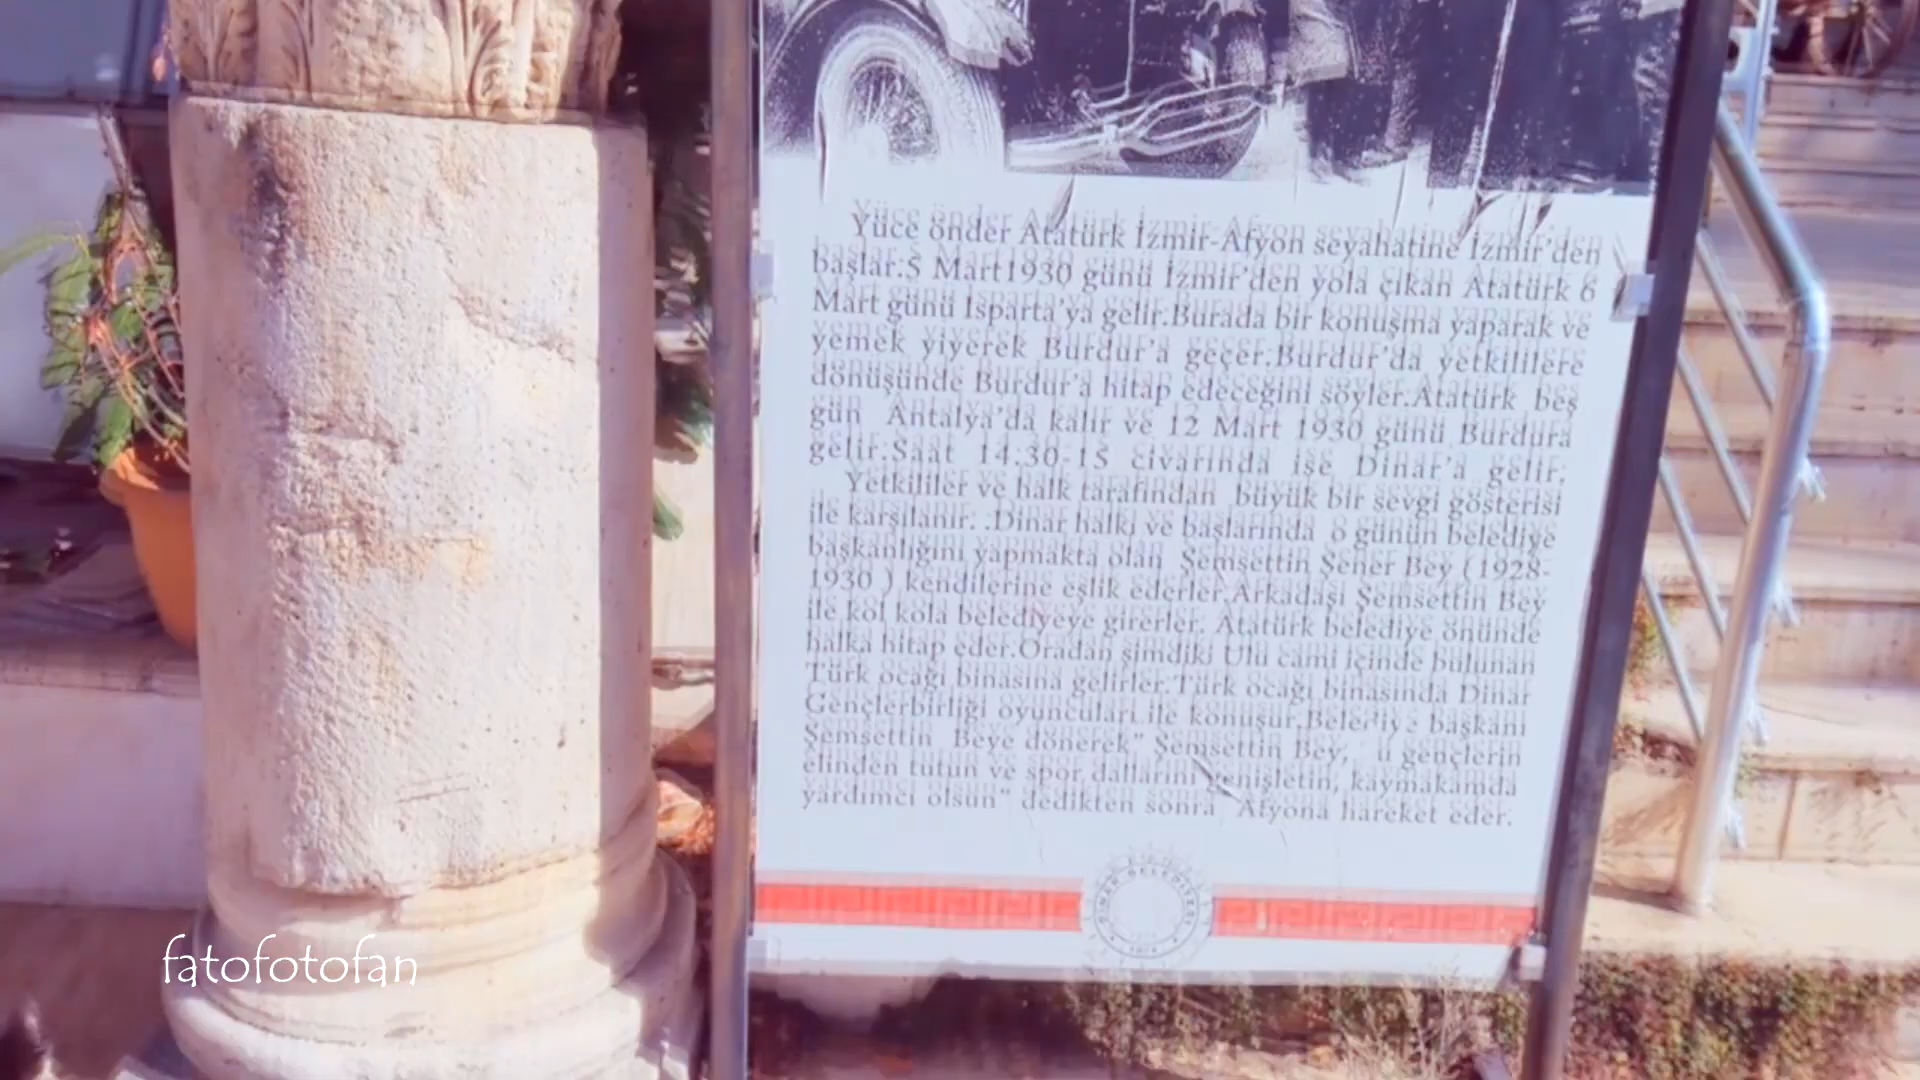 Yüce önder Atatürk İzmir-Afyon seyahatine İzmir'den
başlar.5 Mart1930 günü İzmir'den yola çıkan Atatürk 6
Mart günü Isparta'ya gelir.Burada bir konuşma yaparak ve
yemek yiyerek Burdur'a geçer.Burdur'da yetkililere
dönüşünde Burdur'a hitap edeceğini söyler.Atatürk beş
gün Antalya'da kalır ve 12 Mart 1930 günü Burdura
gelir.Saat 14.30-15 civarında ise Dinar'a gelir.
Yetkililer ve halk tarafından büyük bir sevgi gösterisi
ile karşılanır. .Dinar halkı ve başlarında o günün belediye
başkanlığını yapmakta olan Şemsettin Şener Bey (1928-
1930 ) kendilerine eşlik ederler.Arkadaşı Şemsettin Bey
ile kol kola belediyeye girerler. Atatürk belediye önünde
halka hitap eder.Oradan şimdiki Ulu cami içinde bulunan
Türk ocağı binasına gelirler.Türk ocağı binasında Dinar
Gençlerbirliği oyuncuları ile konuşur.Belediye başkanı
Şemsettin Beye dönerek" Şemsettin Bey, gençlerin
elinden tutun ve spor dallarını genişletin, kaymakamda
yardımcı olsun" dedikten sonra Afyona hareket eder.
DİNAR BELEDİYESİ
fatofotofan